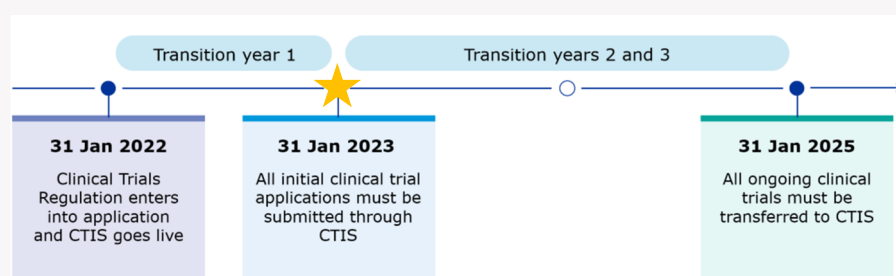 Transition year 1
Transition years 2 and 3
31 Jan 2022
Clinical Trials
Regulation enters
into application
and CTIS goes live
31 Jan 2023
All initial clinical trial
applications must be
submitted through
CTIS
31 Jan 2025
All ongoing clinical
trials must be
transferred to CTIS